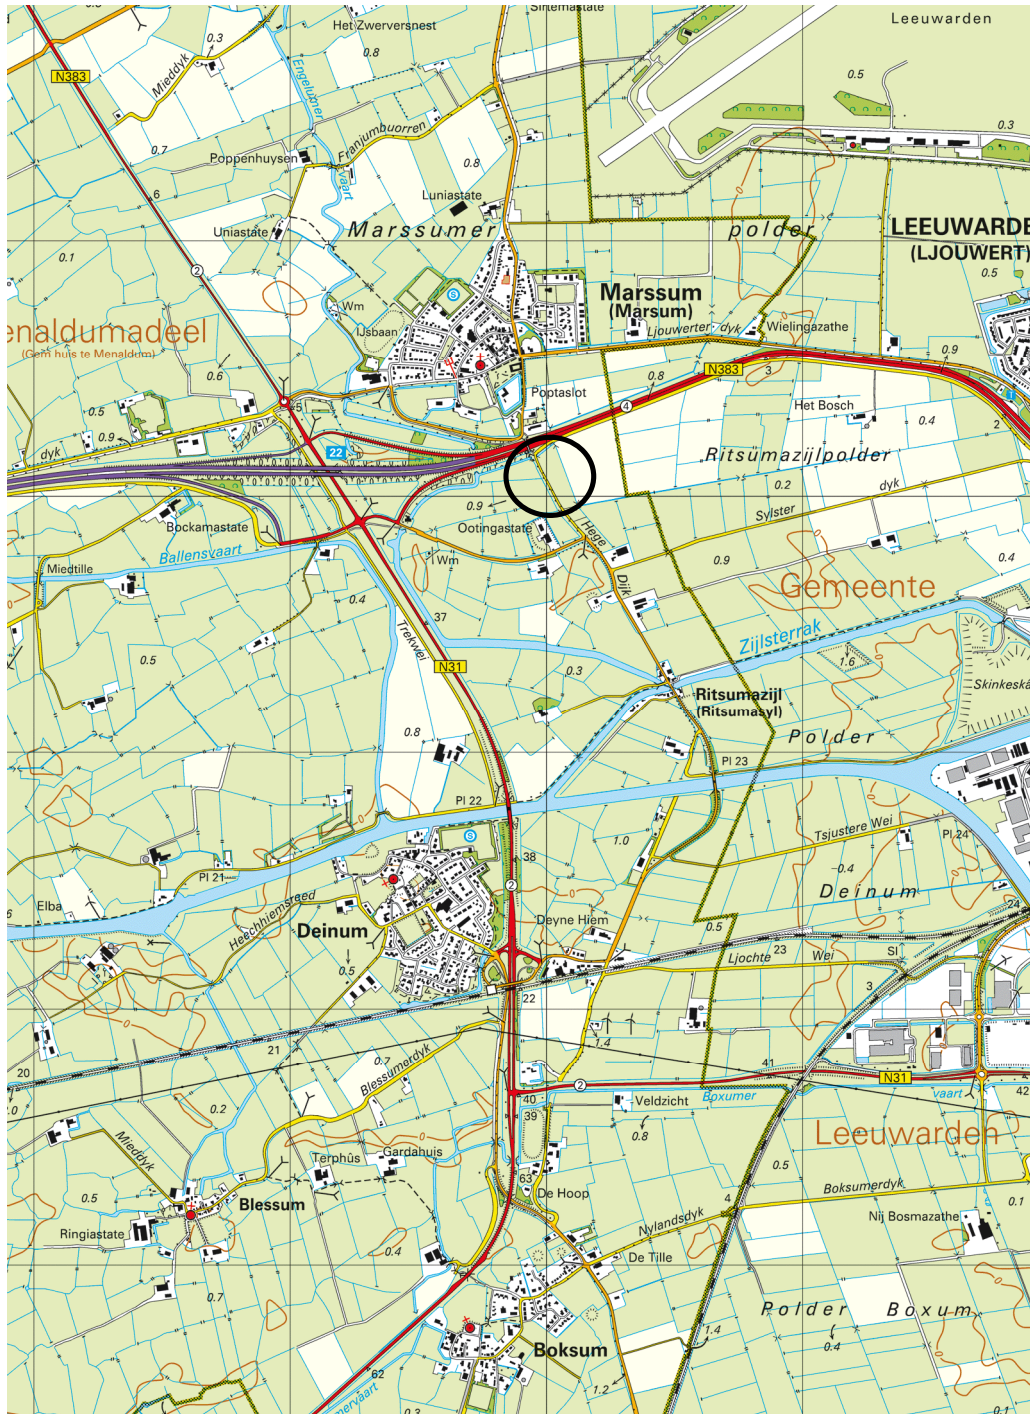 Sinternastate
Leeuwarden
Het Zwerversnest
0.3
0.8
N383
Mieddyk
Engelumer
vaart
0.5
0.3
Franjumbuorren
0.7
Poppenhuysen
0.8
6
Luniastate
Uniastate
Marssumer
polder
LEEUWARDE
(LJOUWERT)
0.1
2
0.5
Wm
S
Marssum
(Marsum)
IJsbaan
Ljouwerter-dyk
Wielingazathe
enaldumadeel
(Gem huis te Menaldum)
0.6
N383
3
0.9
0.8
Poptaslot
5
0.5
4
Het Bosch
0.4
2
0.9
dyk
22
Ritsumazijlpolder
0.2
dyk
0.9
Sylster
Bockamastate
Ootingastate
Hege
Ballensvaart
Wm
0.9
0.4
Miedtille
Gemeente
Dijk
0.4
37
Trekwei
Zijlsterrak
0.5
N31
0.3
1.6
Skinkeská
Ritsumazijl
(Ritsumasyl)
0.8
Polder
Pl 23
Pl 22
S
1.0
Tsjustere Wei
Pl 24
38
0.4
Pl 21
2
Deinum
Elba
Heechhiemsreed
Deinum
Deyne Hiem
0.5
24
23
Ljochte Wei
Sl
0.5
3
22
21
1.4
0.7
20
Blessumerdyk
41
2
N31
40
Veldzicht
Boxumer
vaart
42
0.2
39
0.8
Leeuwarden
Mieddyk
Gardahuis
Terphûs
0.5
63
De Hoop
Boksumerdyk
0.5
0.1
Blessum
4
Nylandsdyk
Nij Bosmazathe
Ringiastate
0.4
De Tille
0.7
Polder Boxum
1.4
0.4
Boksum
62
1.2
0.3
0.1